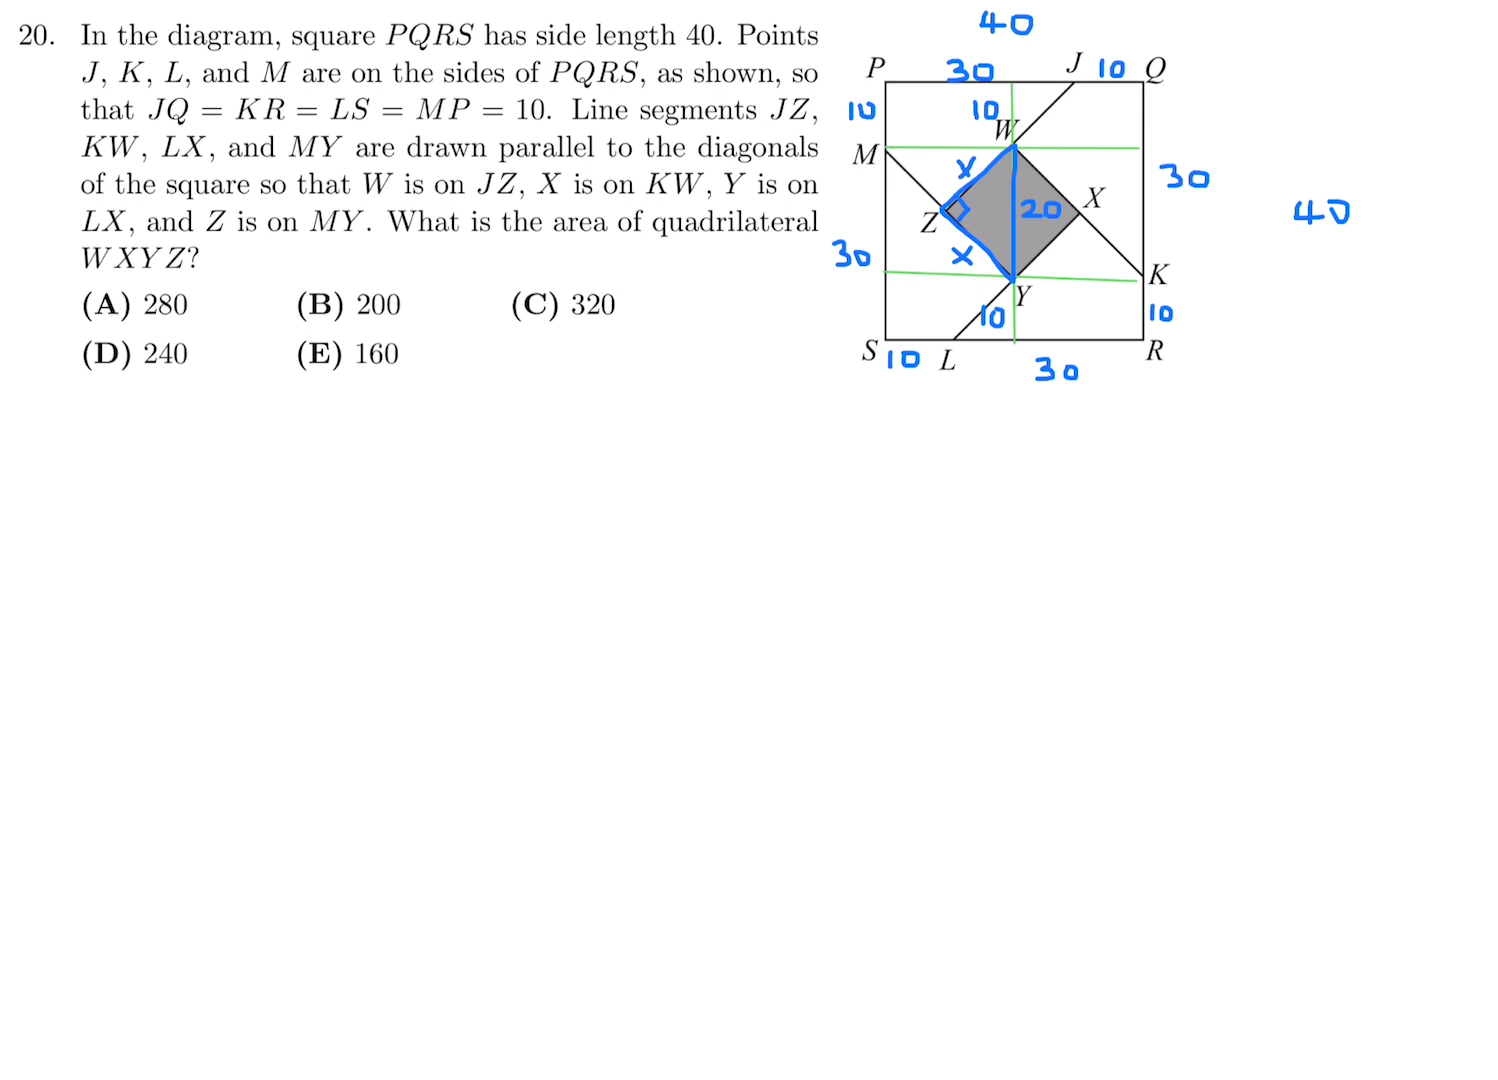 20. In the diagram, square PQRS has side length 40. Points
J, K, L, and M are on the sides of PQRS, as shown, so
that JQ = KR = LS = MP = 10. Line segments JZ,
KW, LX, and MY are drawn parallel to the diagonals
of the square so that W is on JZ, X is on KW, Y is on
LX, and Z is on MY. What is the area of quadrilateral
WXYZ?
(A) 280 (B) 200 (C) 320
(D) 240 (E) 160
40
P 30 J 10 Q
10 10
W
M
x 30
X
20 40
Z
30 x
K
Y
10 10
S 10 L 30 R